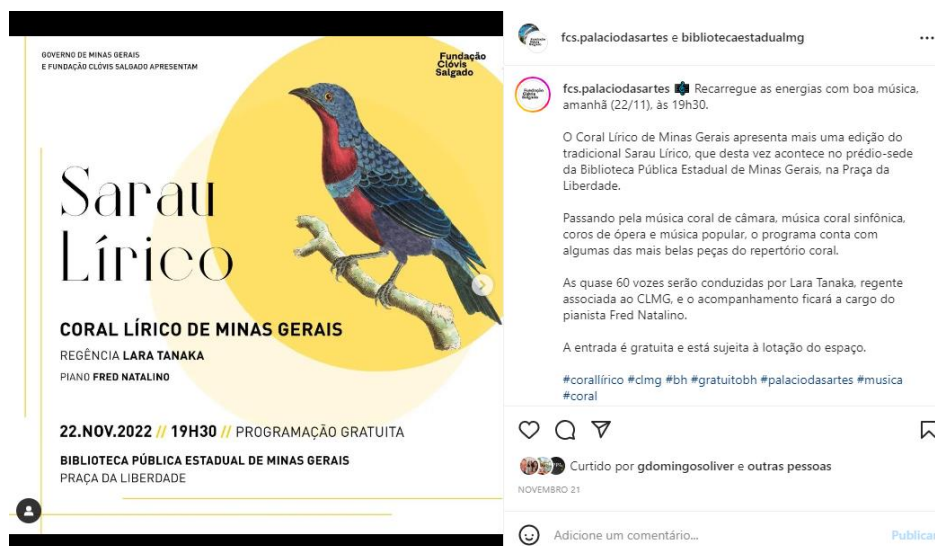 GOVERNO DE MINAS GERAIS
E FUNDAÇÃO CLÓVIS SALGADO APRESENTAM
Fundação
Clóvis
Salgado
Sarau
Lírico
CORAL LÍRICO DE MINAS GERAIS
REGÊNCIA LARA TANAKA
PIANO FRED NATALINO
22.NOV.2022 // 19H30 // PROGRAMAÇÃO GRATUITA
BIBLIOTECA PÚBLICA ESTADUAL DE MINAS GERAIS
PRAÇA DA LIBERDADE
fcs.palaciodasartes e bibliotecaestadualmg
fcs.palaciodasartes Recarregue as energias com boa música,
amanhã (22/11), às 19h30.
O Coral Lírico de Minas Gerais apresenta mais uma edição do
tradicional Sarau Lírico, que desta vez acontece no prédio-sede
da Biblioteca Pública Estadual de Minas Gerais, na Praça da
Liberdade.
Passando pela música coral de câmara, música coral sinfônica,
coros de ópera e música popular, o programa conta com
algumas das mais belas peças do repertório coral.
As quase 60 vozes serão conduzidas por Lara Tanaka, regente
associada ao CLMG, e o acompanhamento ficará a cargo do
pianista Fred Natalino.
A entrada é gratuita e está sujeita à lotação do espaço.
#corallírico #clmg #bh #gratuitobh #palaciodasartes #musica
#coral
Curtido por gdomingosoliver e outras pessoas
NOVEMBRO 21
Adicione um comentário...
Publicar